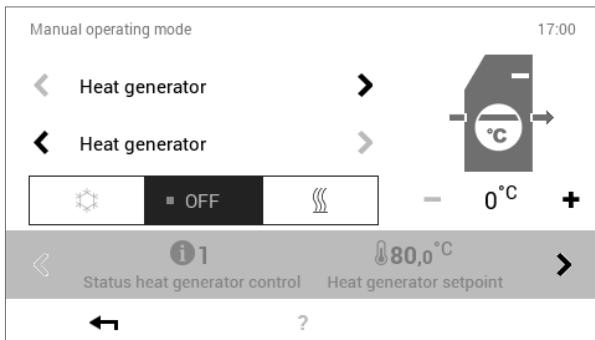 Manual operating mode 17:00
Heat generator
Heat generator
°C
OFF 0°C
1 80,0°C
Status heat generator control Heat generator setpoint
?